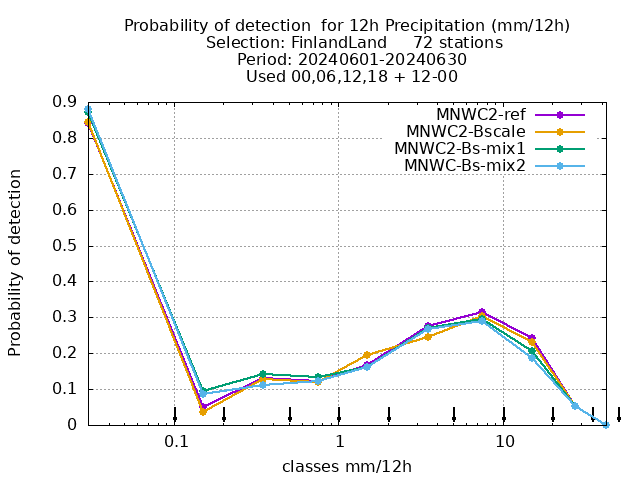 Probability of detection  for 12h Precipitation (mm/12h)
Selection: FinlandLand     72 stations
Period: 20240601-20240630
Used 00,06,12,18 + 12-00
MNWC2-ref
MNWC2-Bscale
MNWC2-Bs-mix1
MNWC-Bs-mix2
Probability of detection
0.9
0.8
0.7
0.6
0.5
0.4
0.3
0.2
0.1
0
0.1 1 10
classes mm/12h